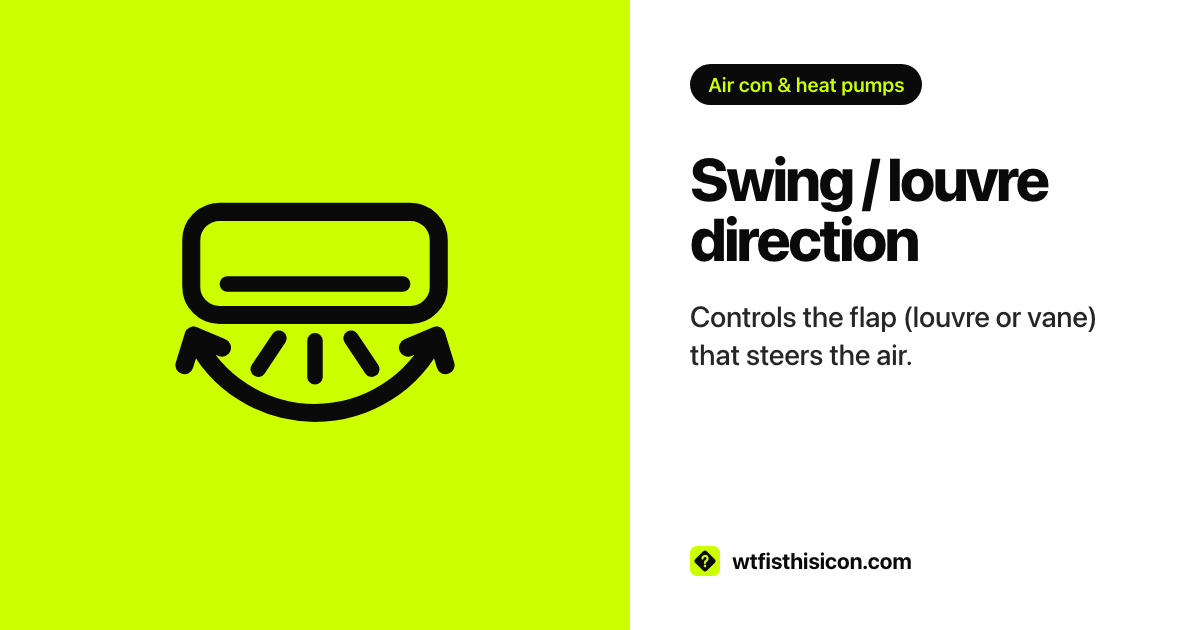 Air con & heat pumps
Swing / louvre
direction
Controls the flap (louvre or vane)
that steers the air.
?
wtfisthisicon.com